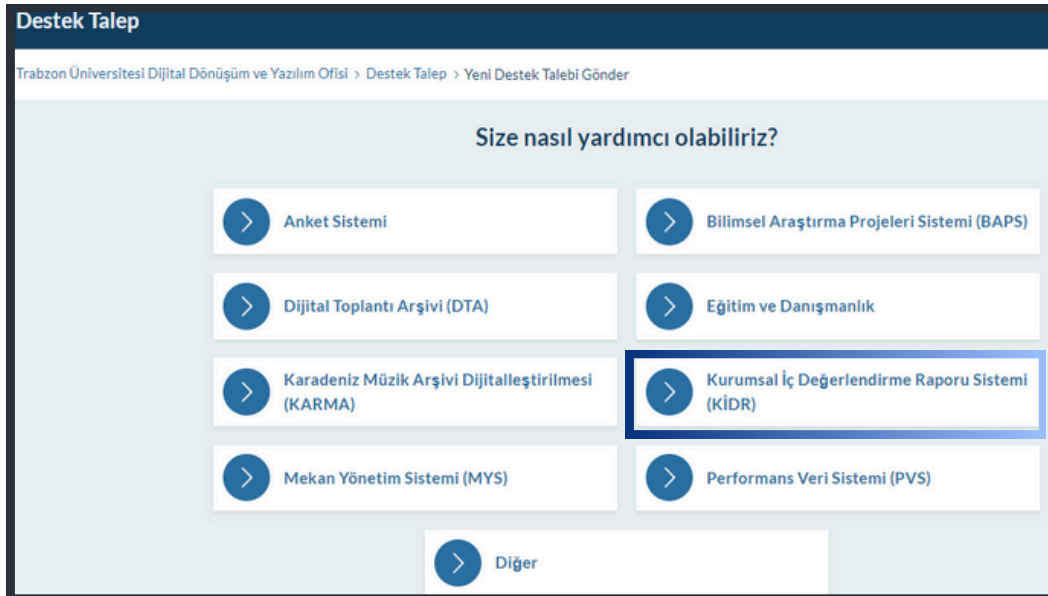 Destek Talep
Trabzon Üniversitesi Dijital Dönüşüm ve Yazılım Ofisi > Destek Talep > Yeni Destek Talebi Gönder
Size nasıl yardımcı olabiliriz?
Anket Sistemi
Bilimsel Araştırma Projeleri Sistemi (BAPS)
Dijital Toplantı Arşivi (DTA)
Eğitim ve Danışmanlık
Karadeniz Müzik Arşivi Dijitalleştirilmesi
(KARMA)
Kurumsal İç Değerlendirme Raporu Sistemi
(KİDR)
Mekan Yönetim Sistemi (MYS)
Performans Veri Sistemi (PVS)
Diğer